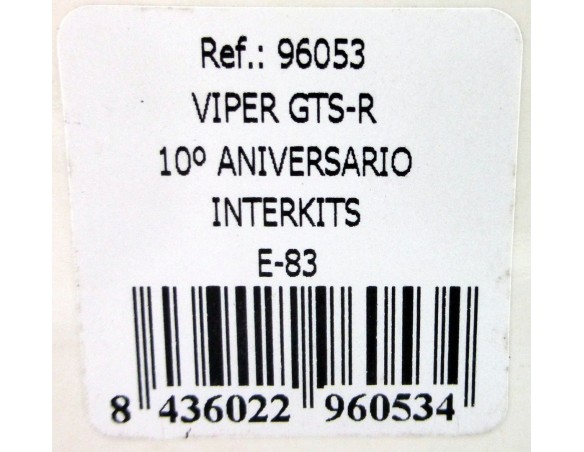 Ref.: 96053
VIPER GTS-R
10º ANIVERSARIO
INTERKITS
E-83
8 436022 960534